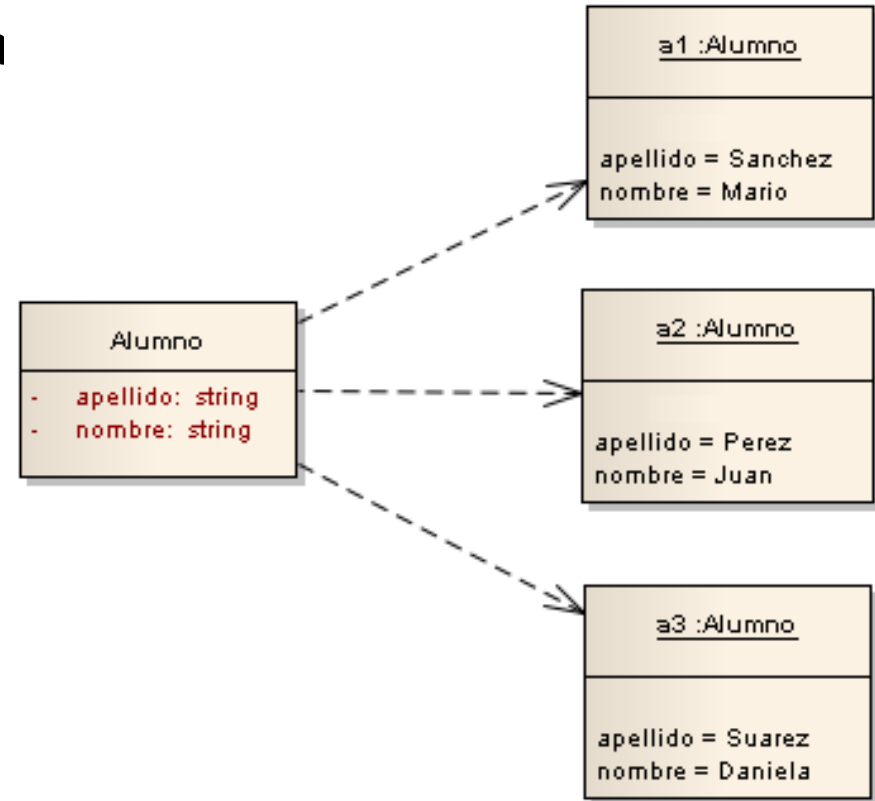 a1 :Alumno
apellido = Sanchez
nombre = Mario
Alumno
- apellido: string
- nombre: string
a2 :Alumno
apellido = Perez
nombre = Juan
a3 :Alumno
apellido = Suarez
nombre = Daniela